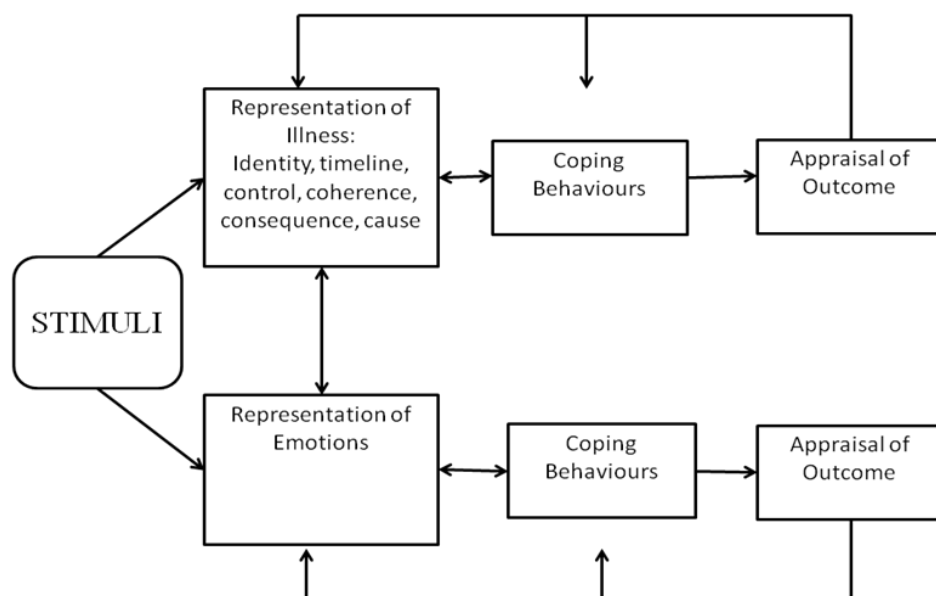 Representation of
Illness:
Identity, timeline,
control, coherence,
consequence, cause
Coping
Behaviours
Appraisal of
Outcome
STIMULI
Representation of
Emotions
Coping
Behaviours
Appraisal of
Outcome